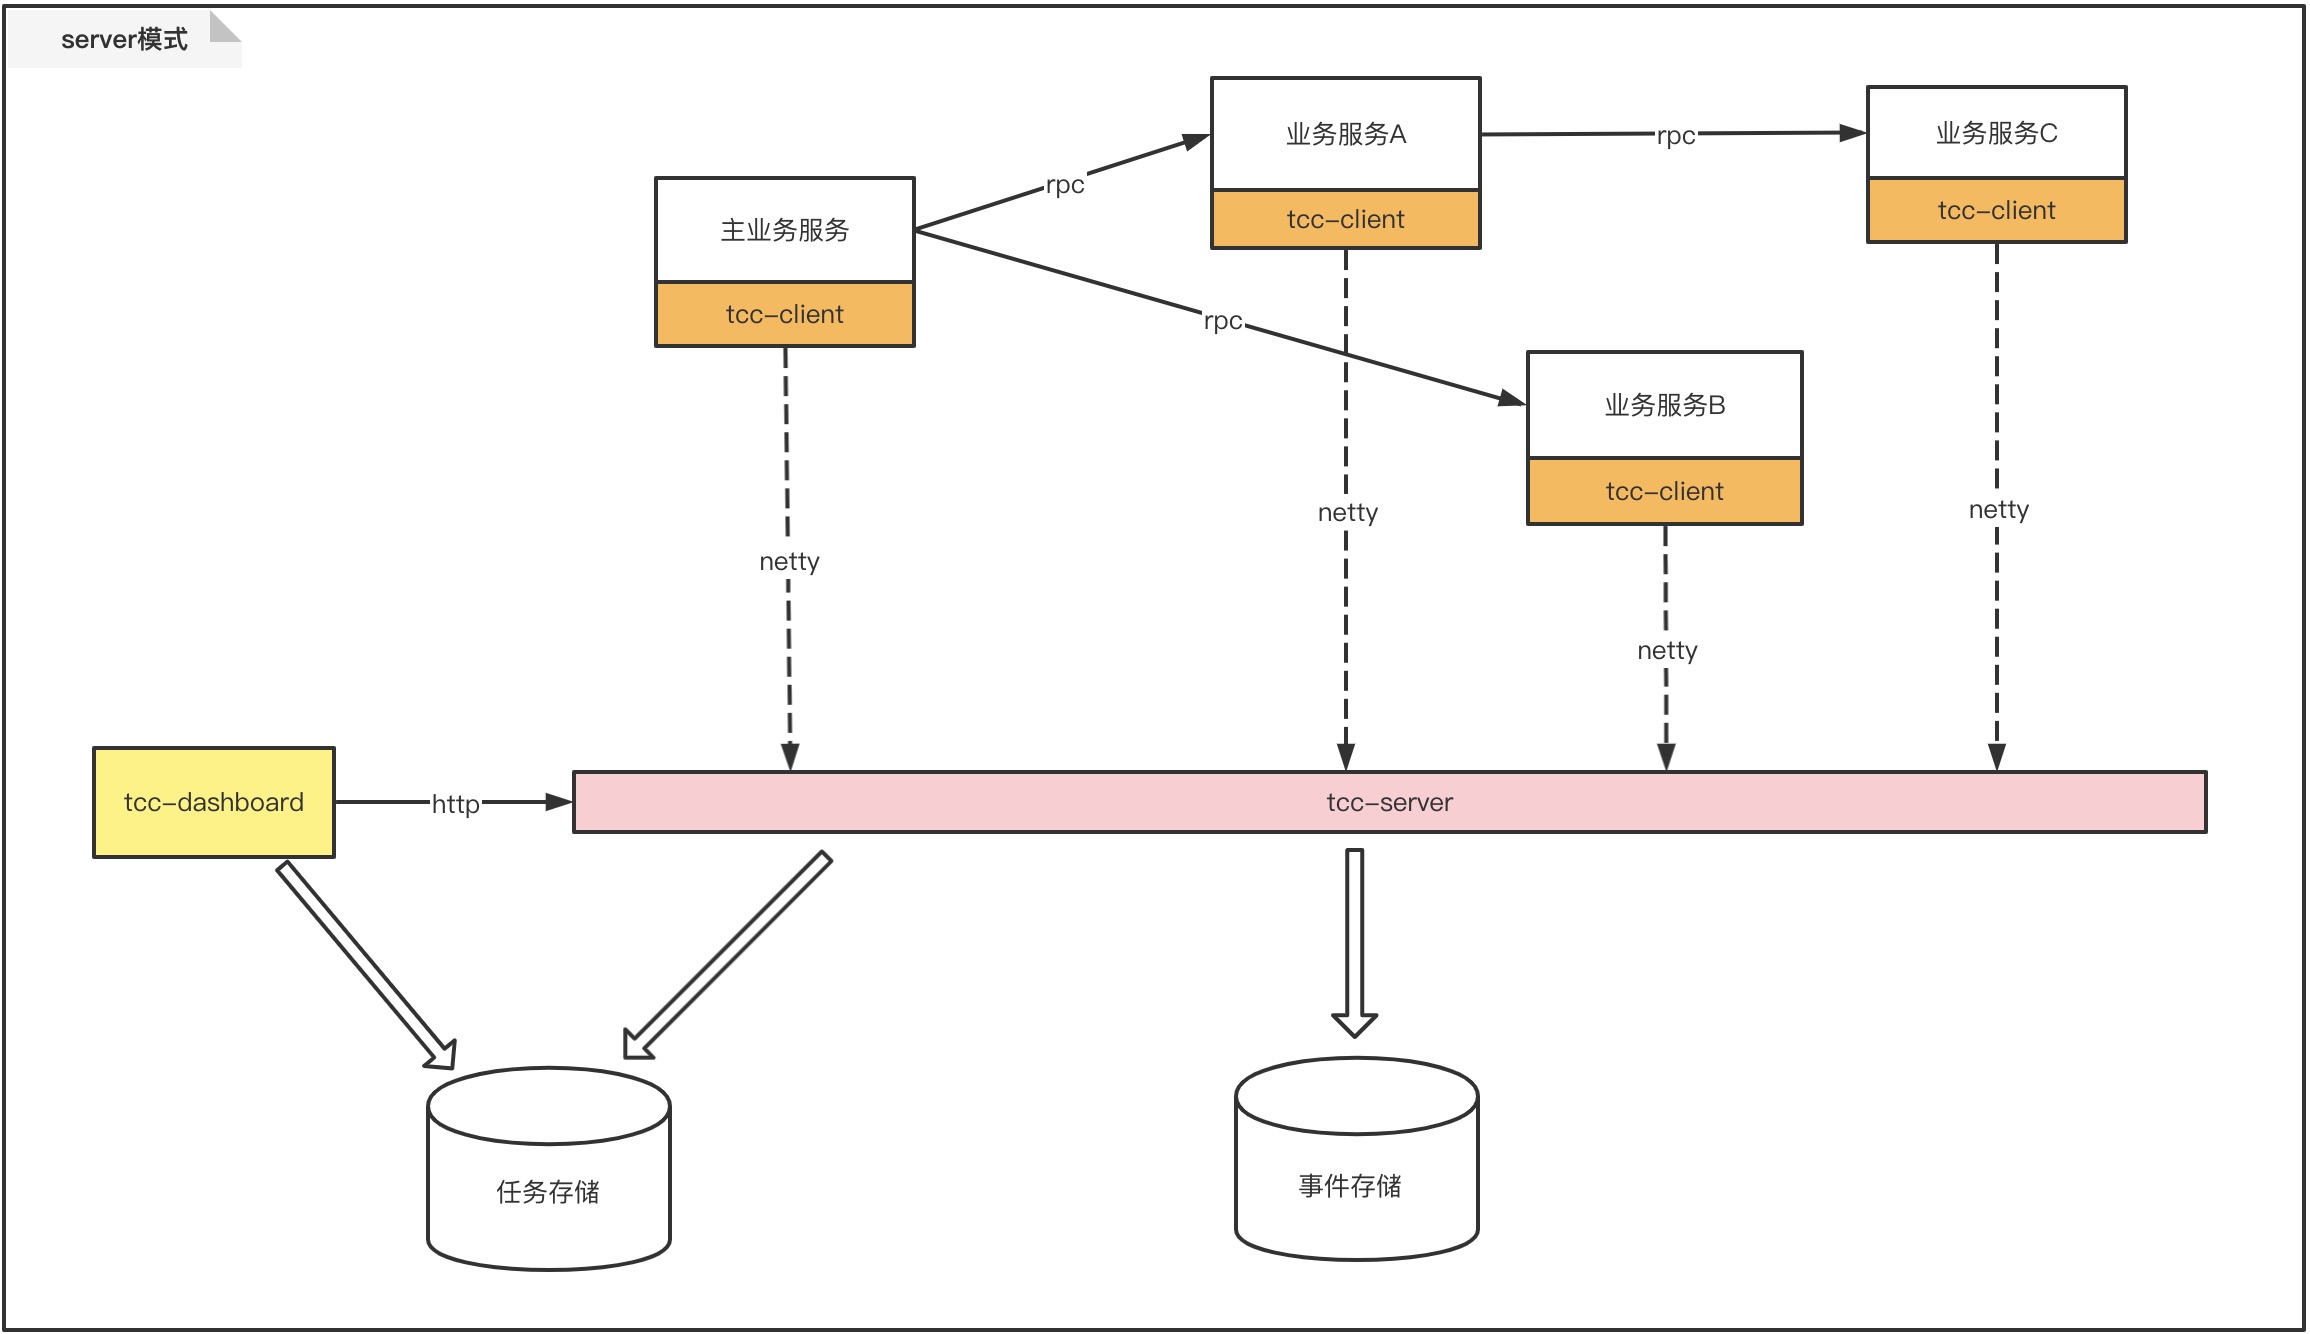 server模式
业务服务A
rpc
业务服务C
tcc-client
tcc-client
rpc
主业务服务
tcc-client
rpc
业务服务B
tcc-client
netty
netty
netty
netty
tcc-dashboard
http
tcc-server
任务存储
事件存储